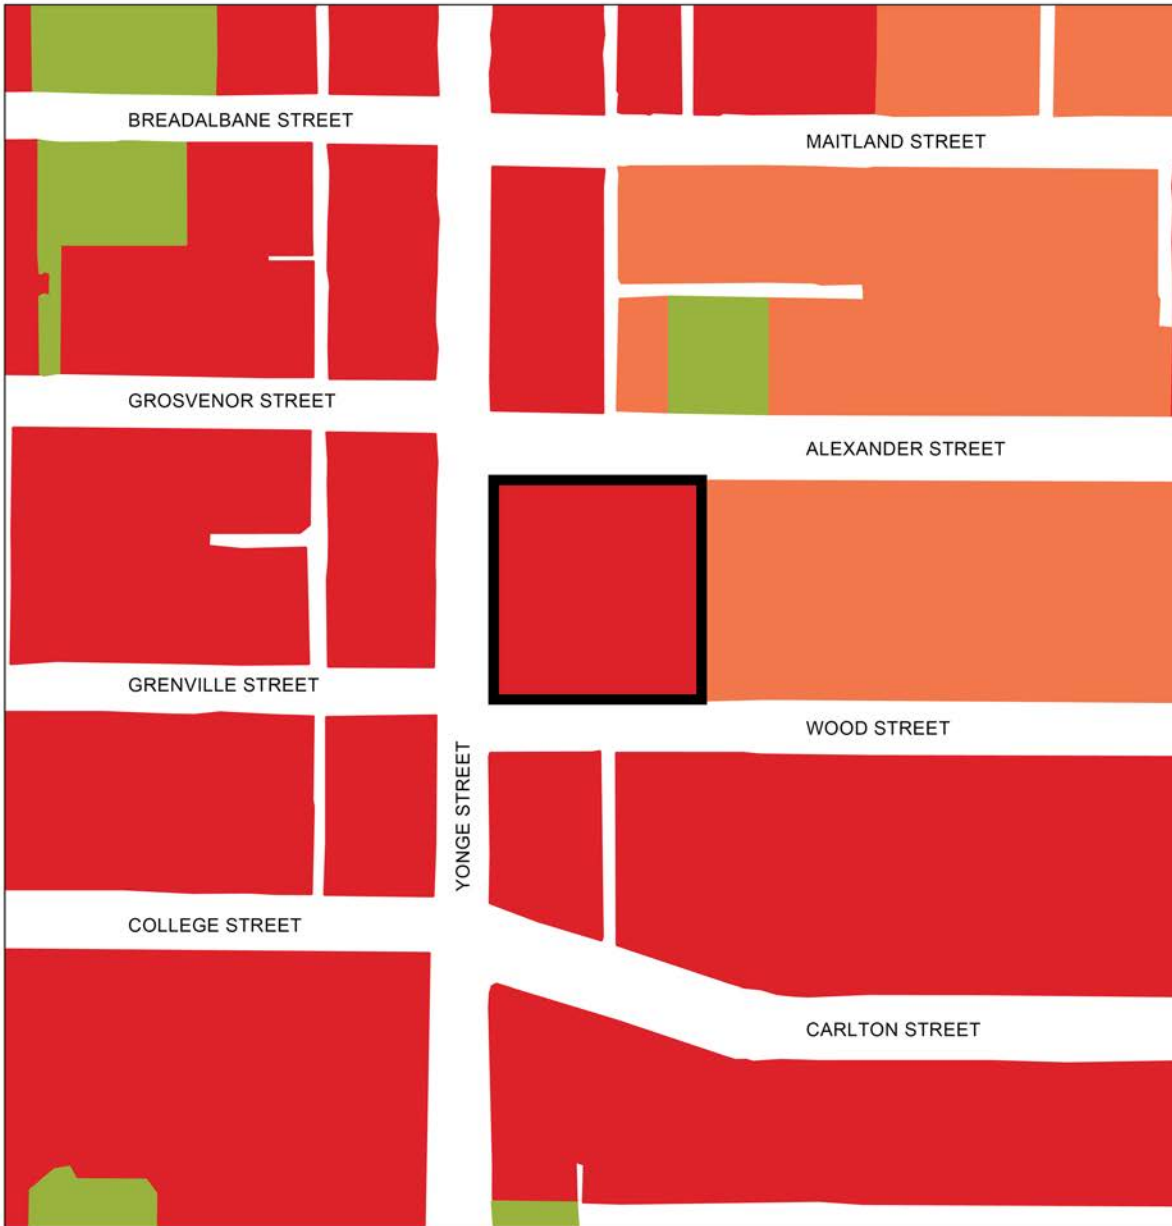 BREADALBANE STREET
MAITLAND STREET
GROSVENOR STREET
ALEXANDER STREET
GRENVILLE STREET
WOOD STREET
YONGE STREET
COLLEGE STREET
CARLTON STREET